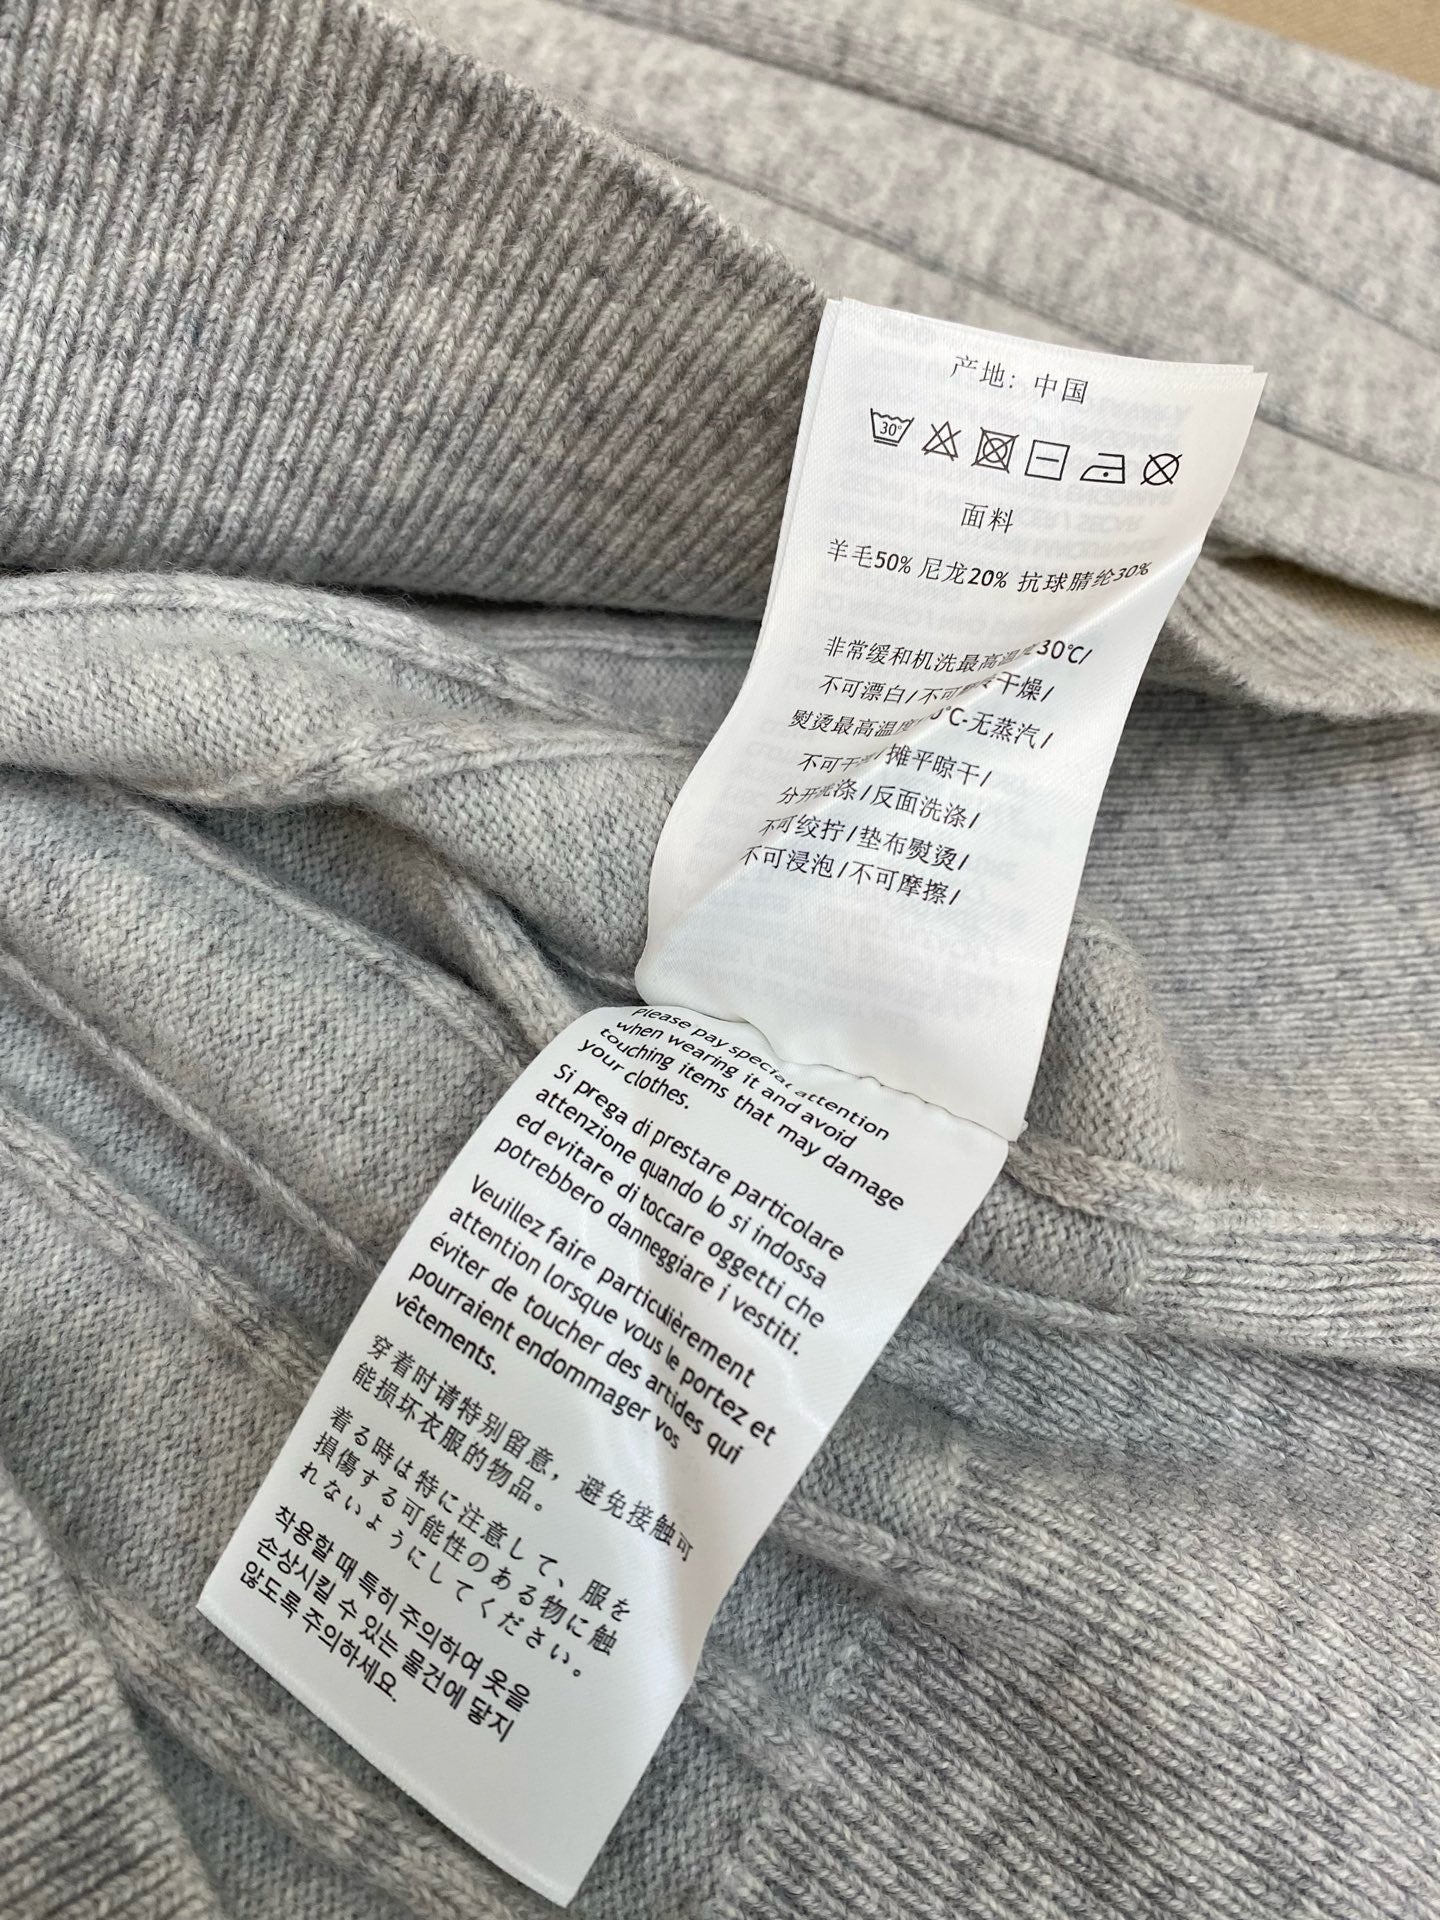 产地：中国
30°
面料
羊毛50% 尼龙20% 抗球腈纶30%
非常缓和机洗最高温 30℃/
不可漂白/不可 干燥/
熨烫最高温度 ℃-无蒸汽/
不可干 /摊平晾干/
分开洗涤/反面洗涤/
不可绞拧/垫布熨烫/
不可浸泡/不可摩擦/
Please pay special attention
when wearing it and avoid
touching items that may damage
your clothes.
Si prega di prestare particolare
attenzione quando lo si indossa
ed evitare di toccare oggetti che
potrebbero danneggiare i vestiti.
Veuillez faire particulièrement
attention lorsque vous le portez et
éviter de toucher des articles qui
pourraient endommager vos
vêtements.
穿着时请特别留意，避免接触可
能损坏衣服的物品。
着る時は特に注意して、服を
損傷する可能性のある物に触
れないようにしてください。
착용할 때 특히 주의하여 옷을
손상시킬 수 있는 물건에 닿지
않도록 주의하세요.